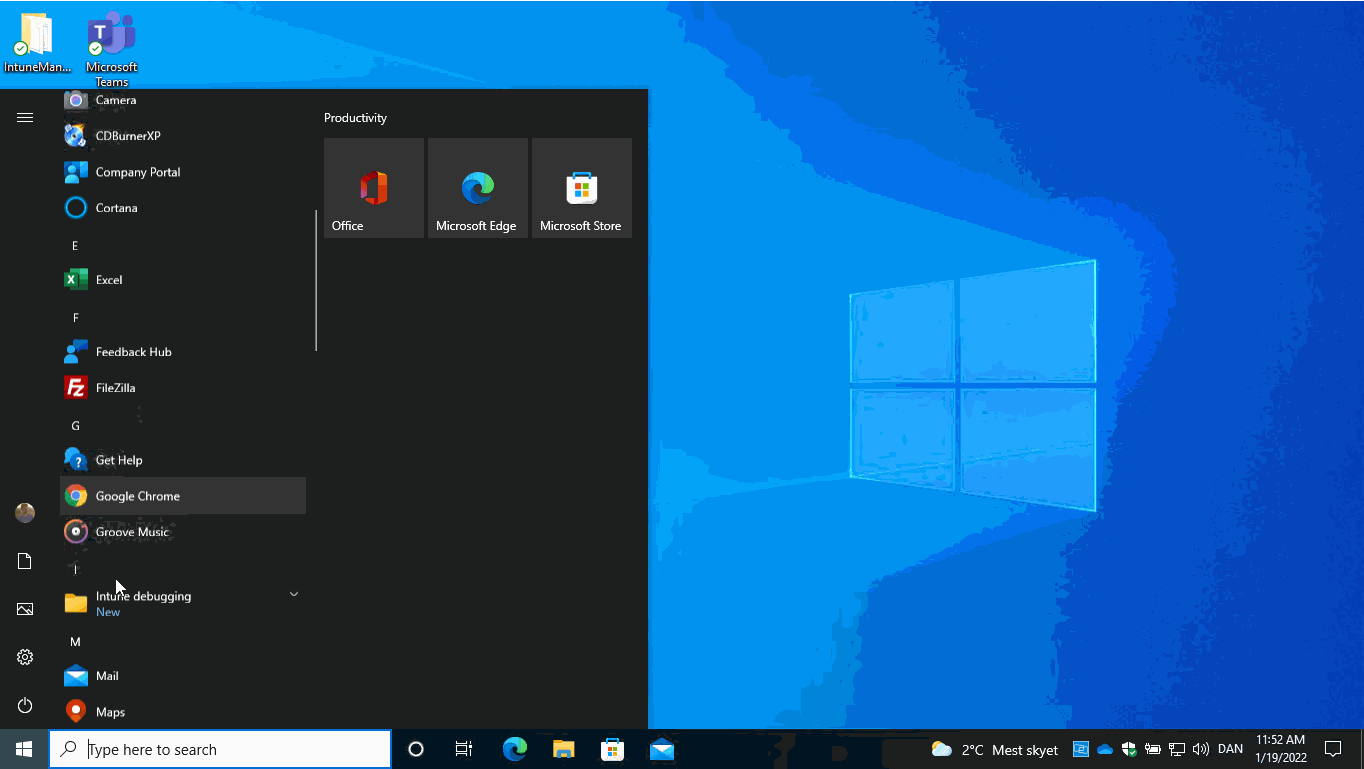 IntuneMan...
Microsoft
Teams
Camera
CDBurnerXP
Company Portal
Cortana
E
Excel
F
Feedback Hub
FileZilla
G
Get Help
Google Chrome
Groove Music
I
Intune debugging
New
M
Mail
Maps
Productivity
Office
Microsoft Edge
Microsoft Store
Type here to search
2°C Mest skyet
DAN
11:52 AM
1/19/2022